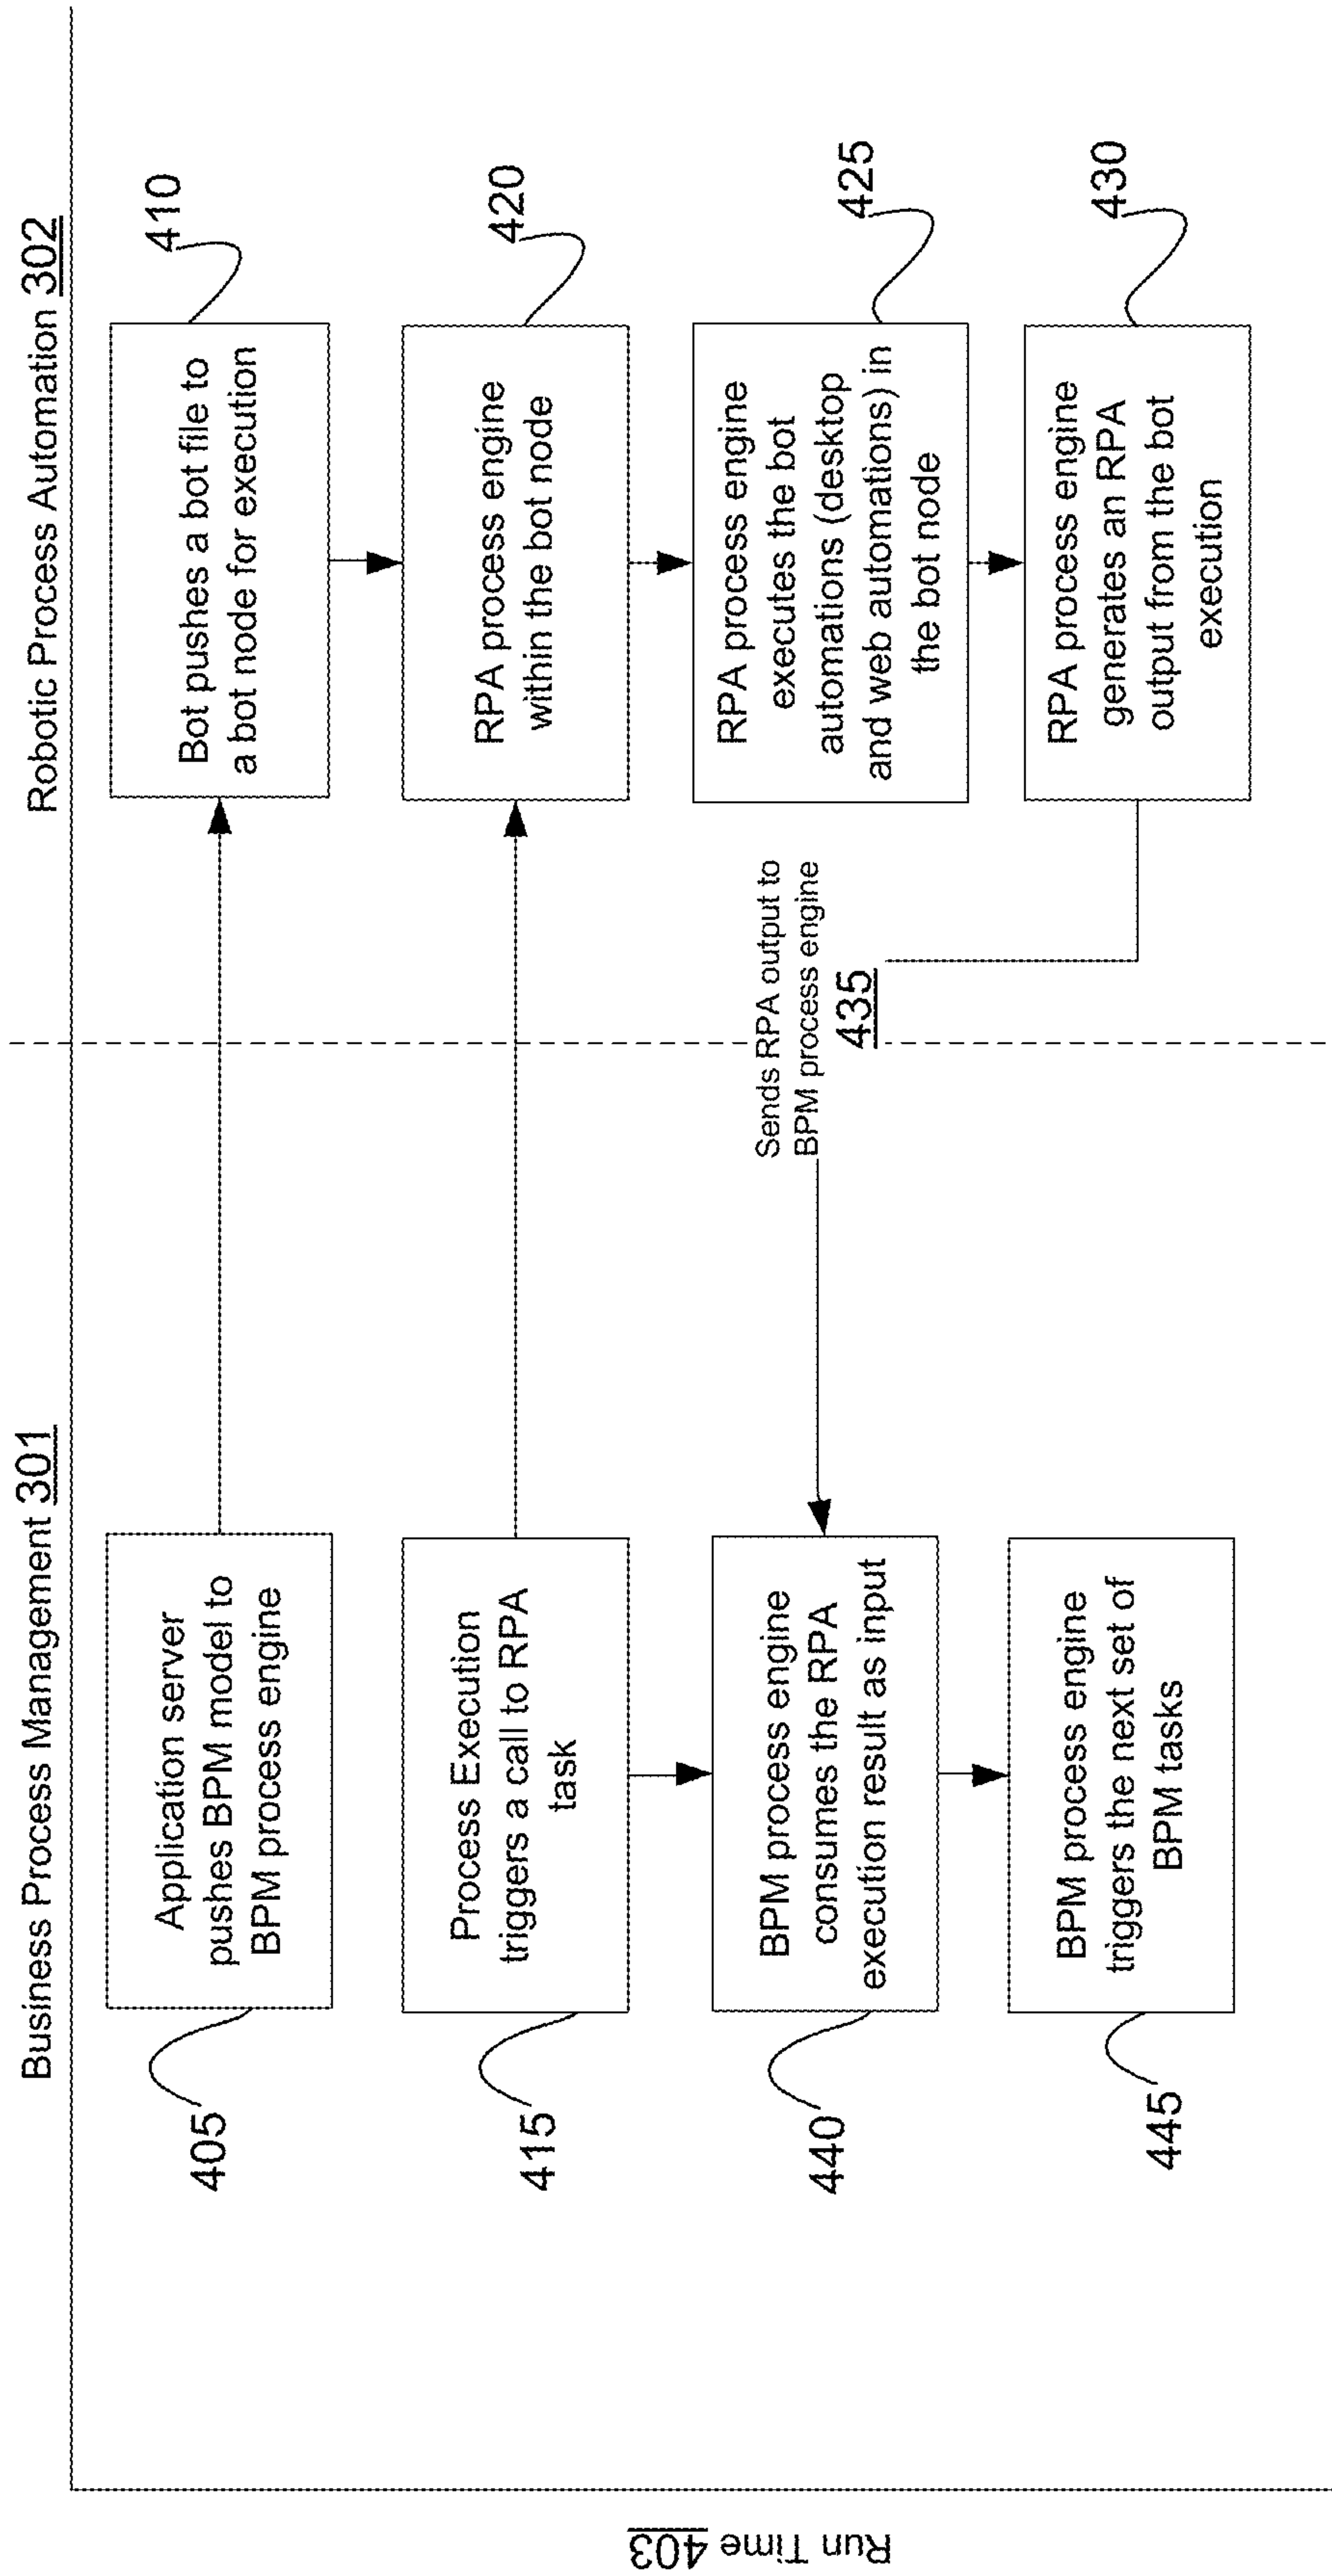 Business Process Management 301
Robotic Process Automation 302
Run Time 403
405
Application server
pushes BPM model to
BPM process engine
Bot pushes a bot file to
a bot node for execution
410
415
Process Execution
triggers a call to RPA
task
RPA process engine
within the bot node
420
RPA process engine
executes the bot
automations (desktop
and web automations) in
the bot node
425
RPA process engine
generates an RPA
output from the bot
execution
430
Sends RPA output to
BPM process engine
435
440
BPM process engine
consumes the RPA
execution result as input
445
BPM process engine
triggers the next set of
BPM tasks